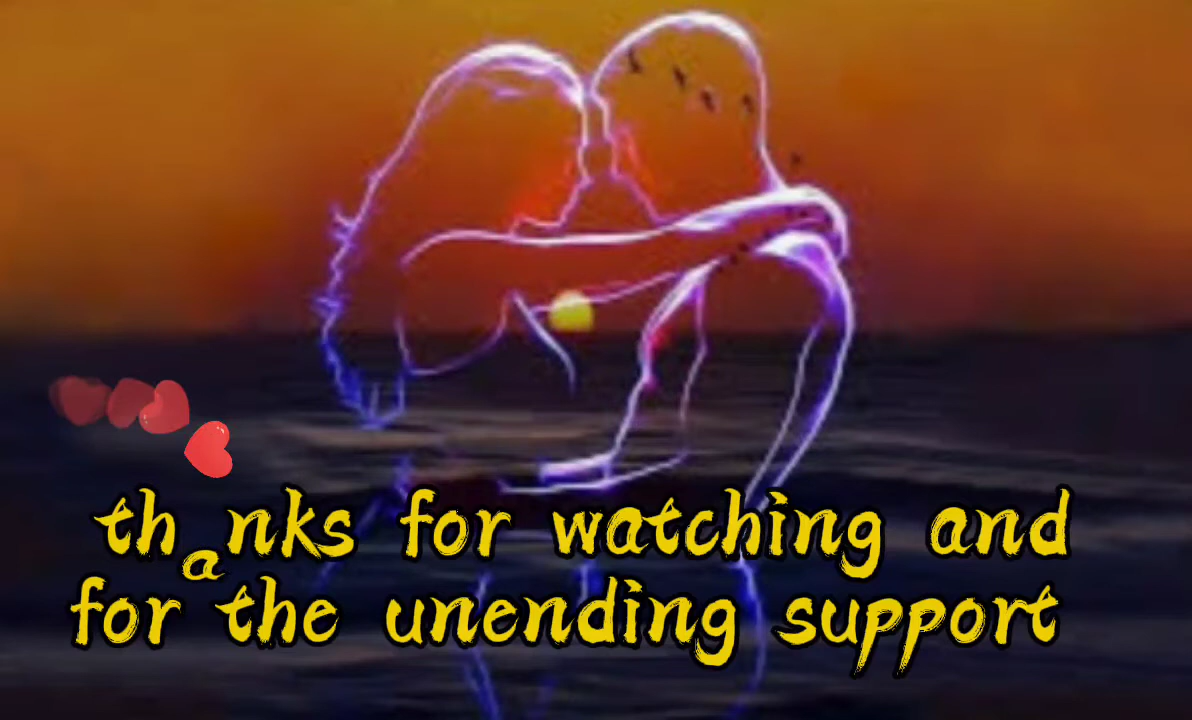 thanks for watching and
for the unending support